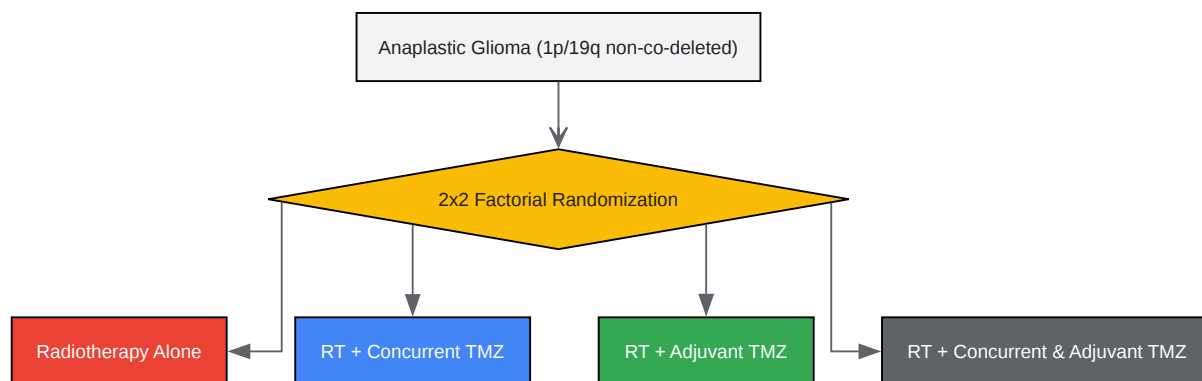 Anaplastic Glioma (1p/19q non-co-deleted)
2x2 Factorial Randomization
Radiotherapy Alone
RT + Concurrent TMZ
RT + Adjuvant TMZ
RT + Concurrent & Adjuvant TMZ